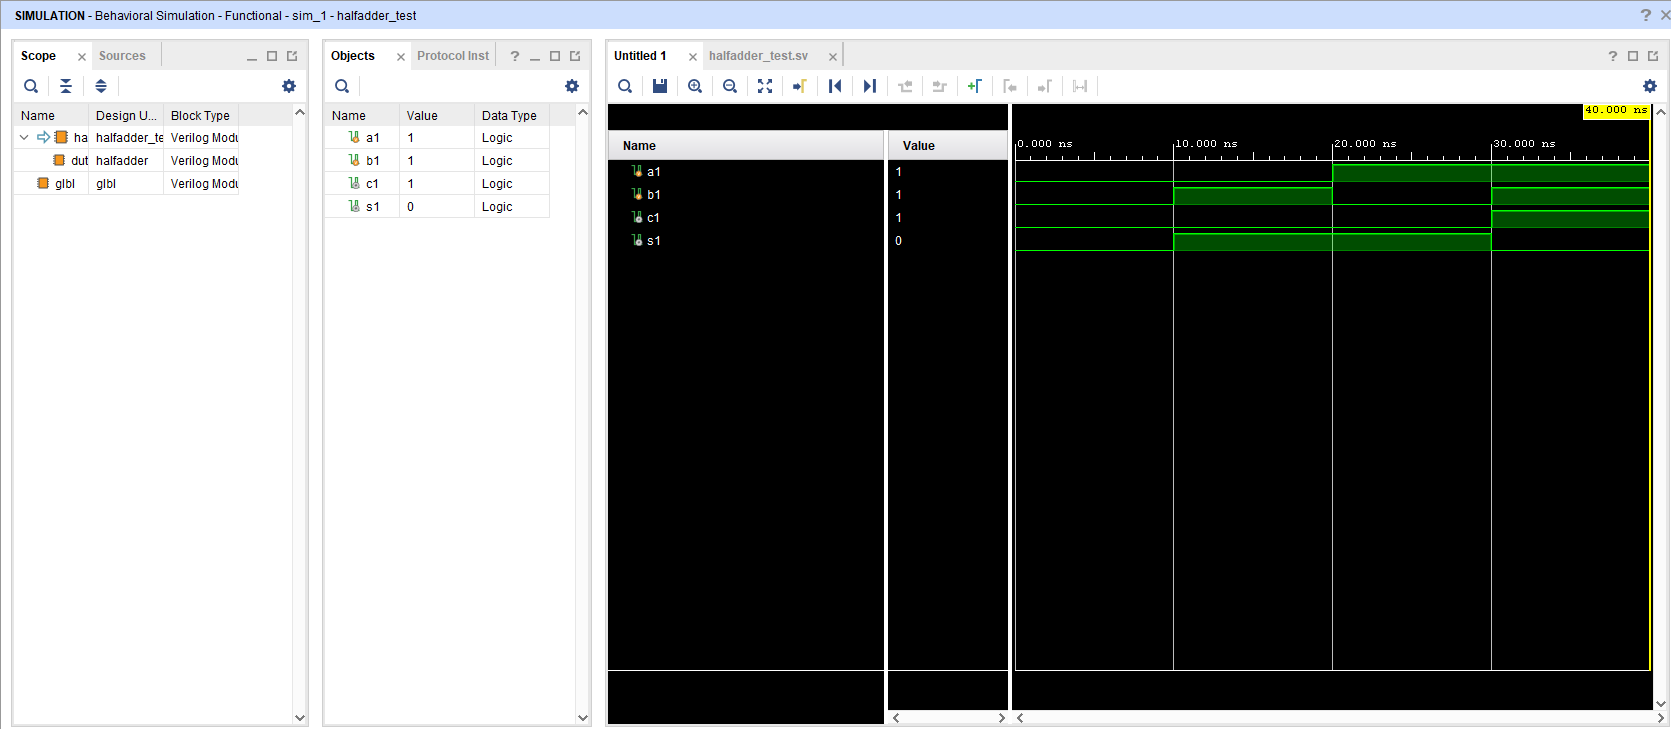 SIMULATION - Behavioral Simulation - Functional - sim_1 - halfadder_test
?
Scope
Sources
Name
Design U...
Block Type
ha
halfadder_te
Verilog Modu
dut
halfadder
Verilog Modu
glbl
glbl
Verilog Modu
Objects
Protocol Inst
?
Name
Value
Data Type
a1
1
Logic
b1
1
Logic
c1
1
Logic
s1
0
Logic
Untitled 1
halfadder_test.sv
?
Name
Value
a1
1
b1
1
c1
1
s1
0
40.000 ns
0.000 ns
10.000 ns
20.000 ns
30.000 ns